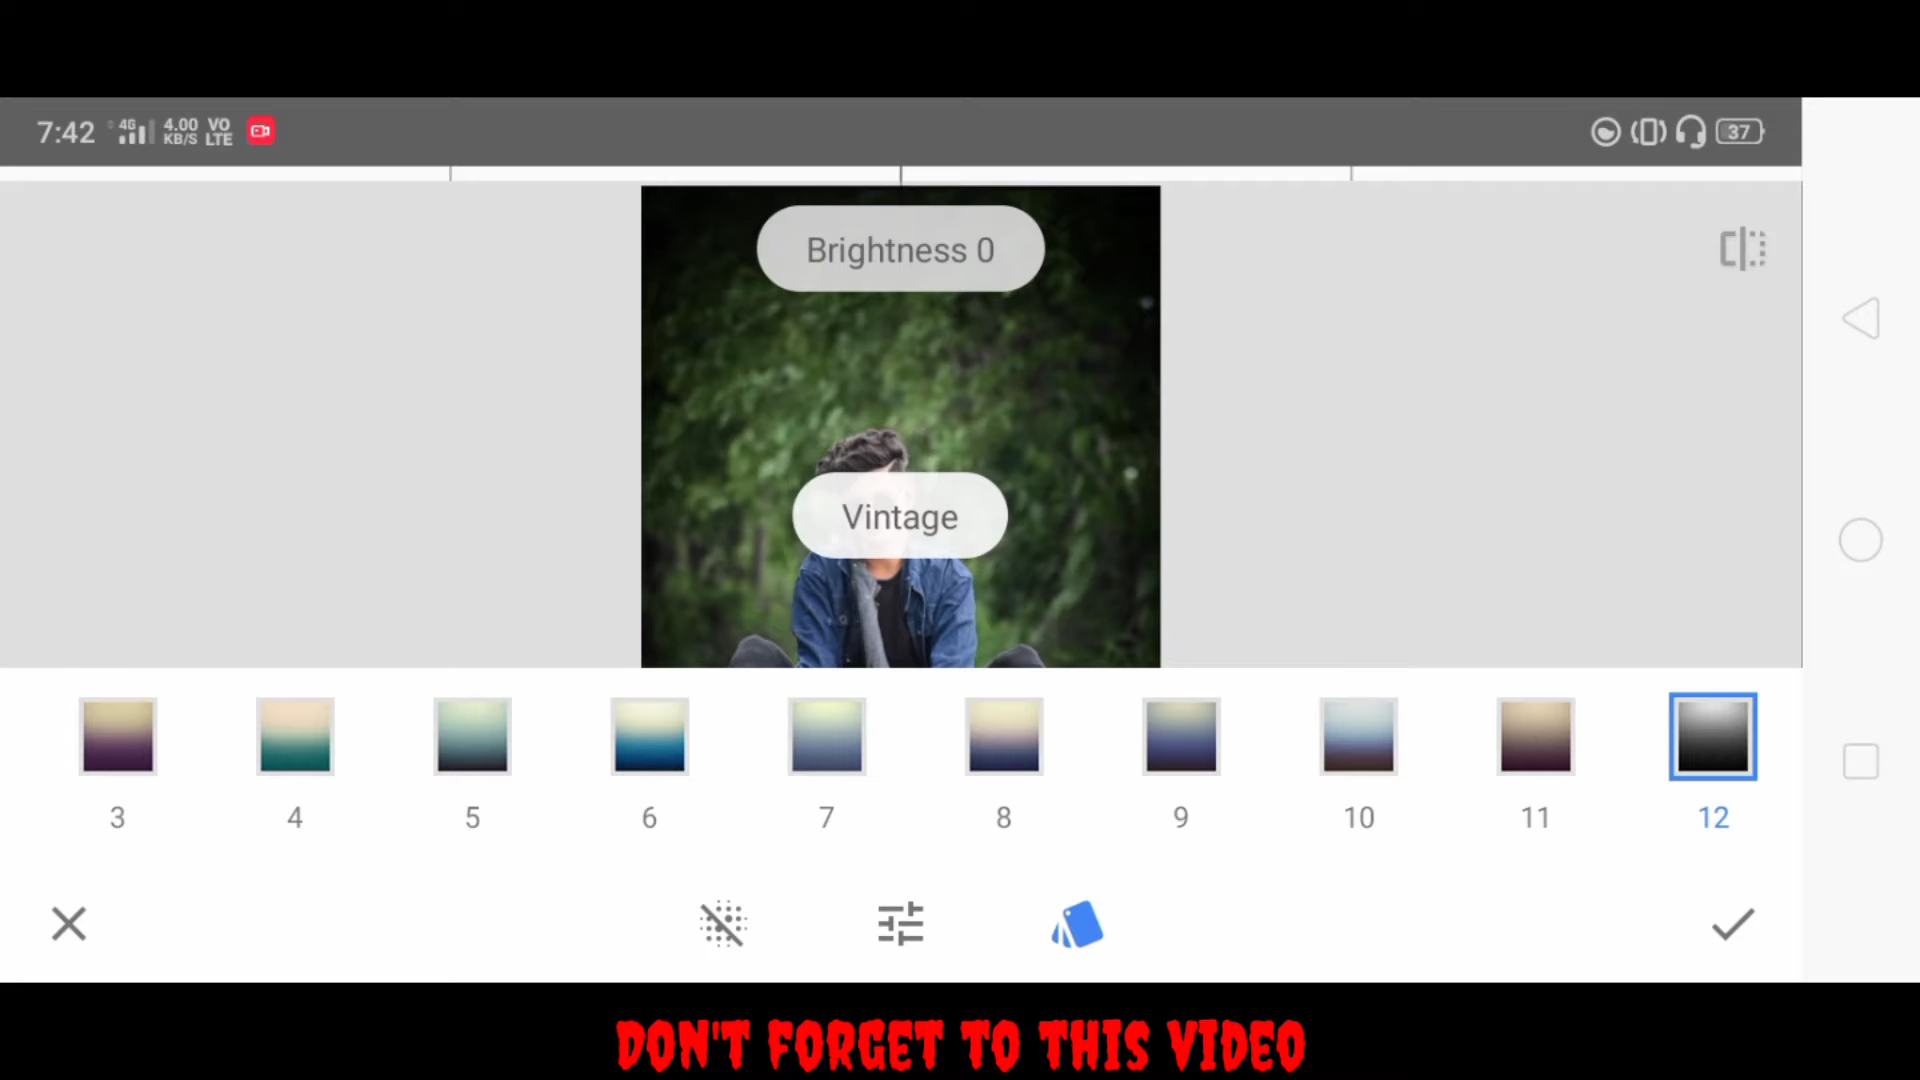 7:42 4G 4.00 KB/S VO LTE 37
Brightness 0
Vintage
3 4 5 6 7 8 9 10 11 12
DON'T FORGET TO THIS VIDEO